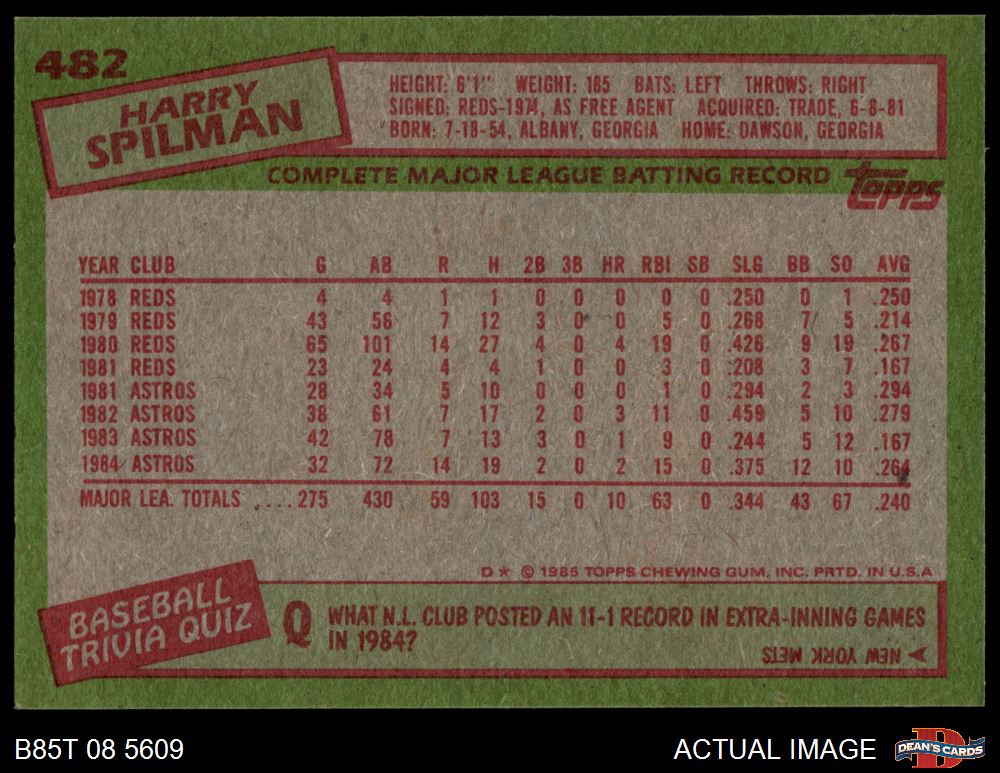 482
HARRY
SPILMAN
HEIGHT: 6'1" WEIGHT: 185 BATS: LEFT THROWS: RIGHT
SIGNED: REDS-1974, AS FREE AGENT ACQUIRED: TRADE, 6-8-81
BORN: 7-18-54, ALBANY, GEORGIA HOME: DAWSON, GEORGIA
COMPLETE MAJOR LEAGUE BATTING RECORD
Topps
YEAR CLUB G AB R H 2B 3B HR RBI SB SLG BB SO AVG
1978 REDS 4 4 1 1 0 0 0 0 0 .250 0 1 .250
1979 REDS 43 56 7 12 3 0 0 5 0 .268 7 5 .214
1980 REDS 65 101 14 27 4 0 4 19 0 .426 9 19 .267
1981 REDS 23 24 4 4 1 0 0 3 0 .208 3 7 .167
1981 ASTROS 28 34 5 10 0 0 0 1 0 .294 2 3 .294
1982 ASTROS 38 61 7 17 2 0 3 11 0 .459 5 10 .279
1983 ASTROS 42 78 7 13 3 0 1 9 0 .244 5 12 .167
1984 ASTROS 32 72 14 19 2 0 2 15 0 .375 12 10 .264
MAJOR LEA. TOTALS ....275 430 59 103 15 0 10 63 0 .344 43 67 .240
D★ © 1985 TOPPS CHEWING GUM, INC. PRTD. IN U.S.A
BASEBALL
TRIVIA QUIZ
Q WHAT N.L. CLUB POSTED AN 11-1 RECORD IN EXTRA-INNING GAMES
IN 1984?
NEW YORK METS
B85T 08 5609
ACTUAL IMAGE
D
DEAN'S CARDS